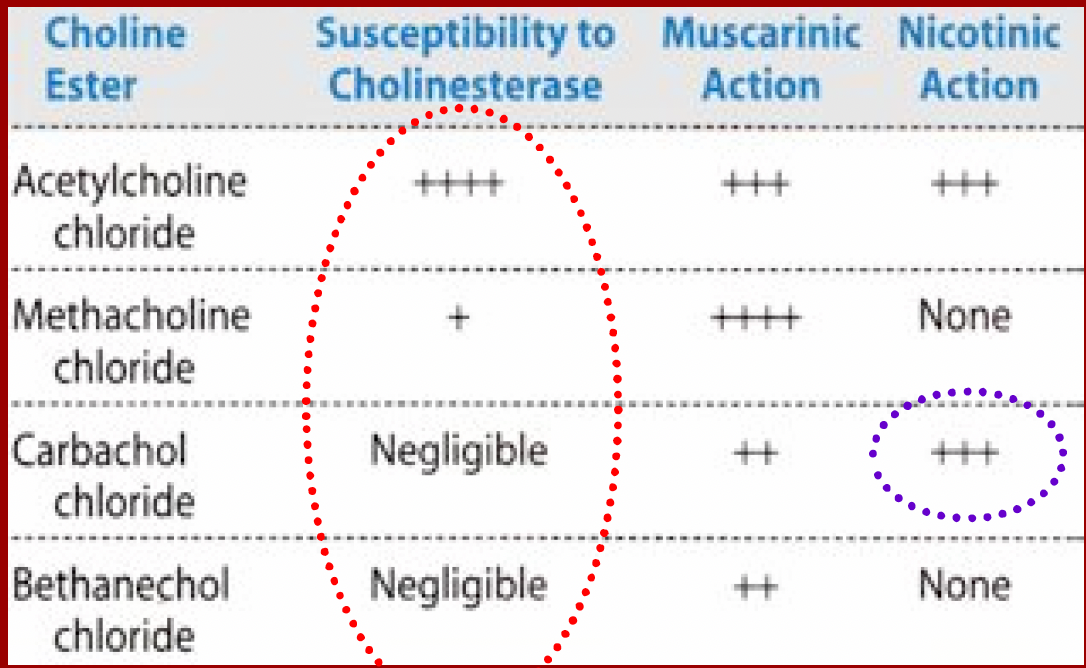 Choline Susceptibility to Muscarinic Nicotinic
Ester Cholinesterase Action Action
Acetylcholine ++++ +++ +++
chloride
Methacholine + ++++ None
chloride
Carbachol Negligible ++ +++
chloride
Bethanechol Negligible ++ None
chloride